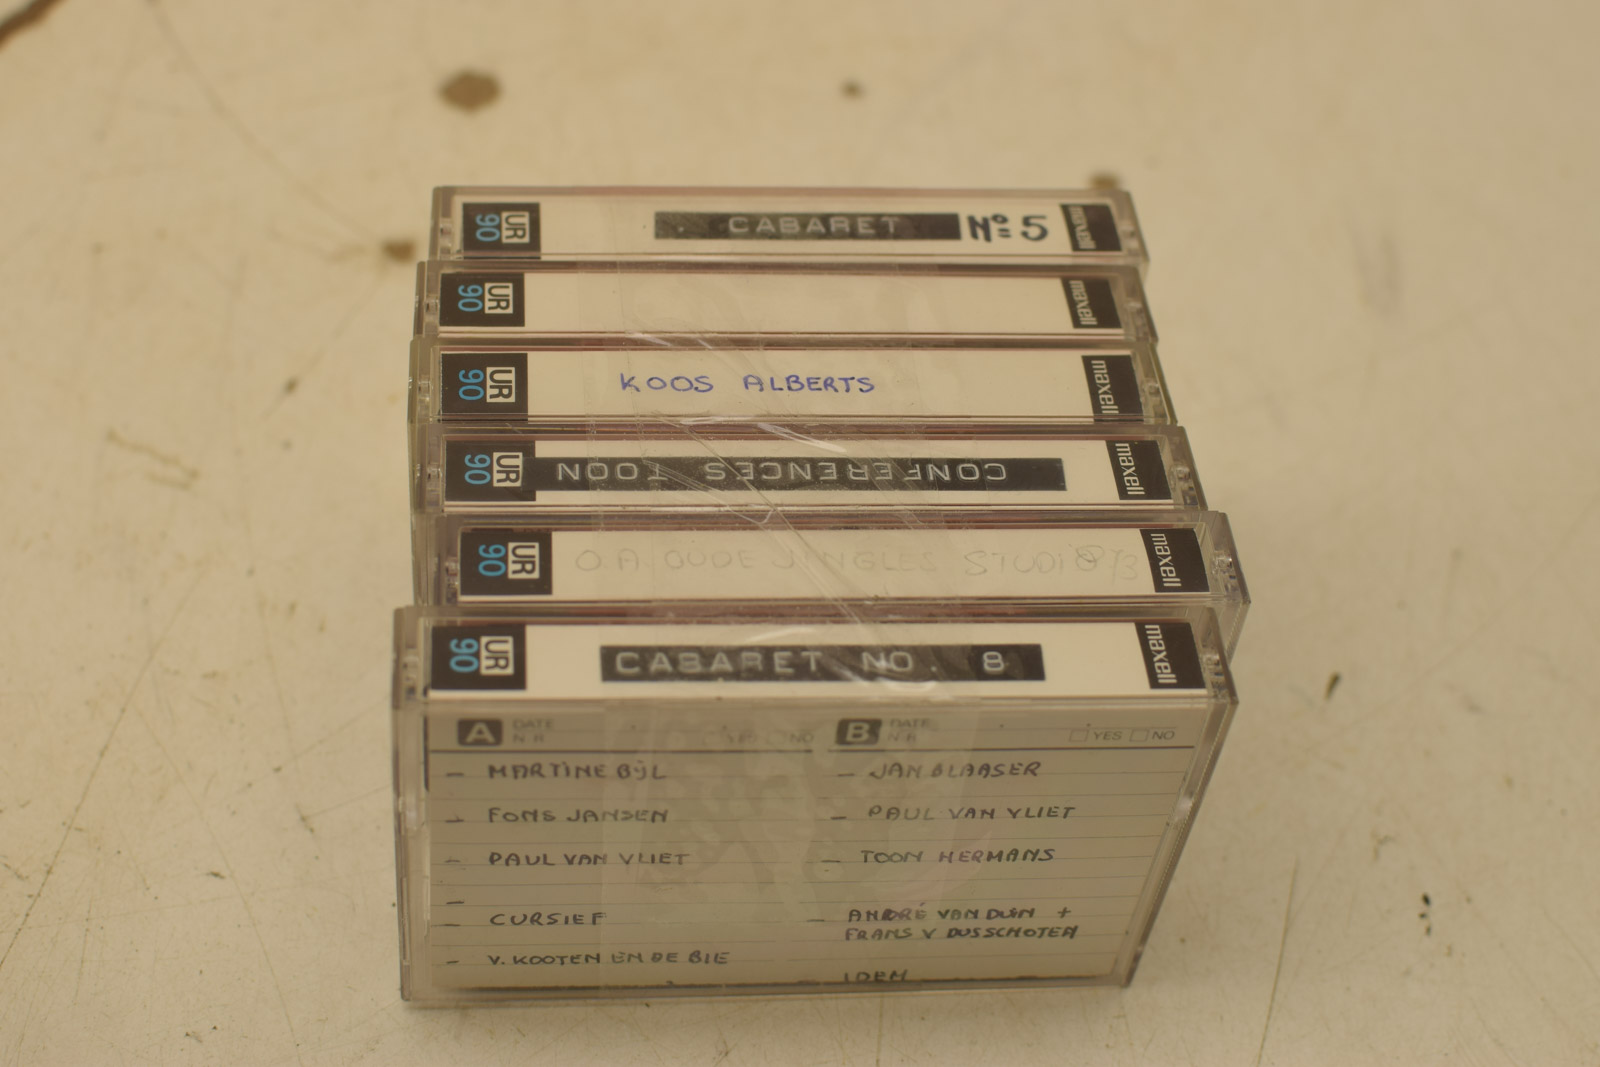 UR 90 CABARET Nº 5 maxell
UR 90 maxell
UR 90 KOOS ALBERTS maxell
UR 90 CONFERENCES TOON maxell
UR 90 O.A. OUDE JINGLES STUDIO maxell
UR 90 CABARET NO. 8 maxell
A DATE N·R YES NO B DATE N·R YES NO
- MARTINE BIJL - JAN BLAASER
- FONS JANSEN - PAUL VAN VLIET
- PAUL VAN VLIET - TOON HERMANS
-
- CURSIEF - ANDRÉ VAN DUIN +
FRANS V DUSSCHOTEN
- V. KOOTEN EN DE BIE
IDEM